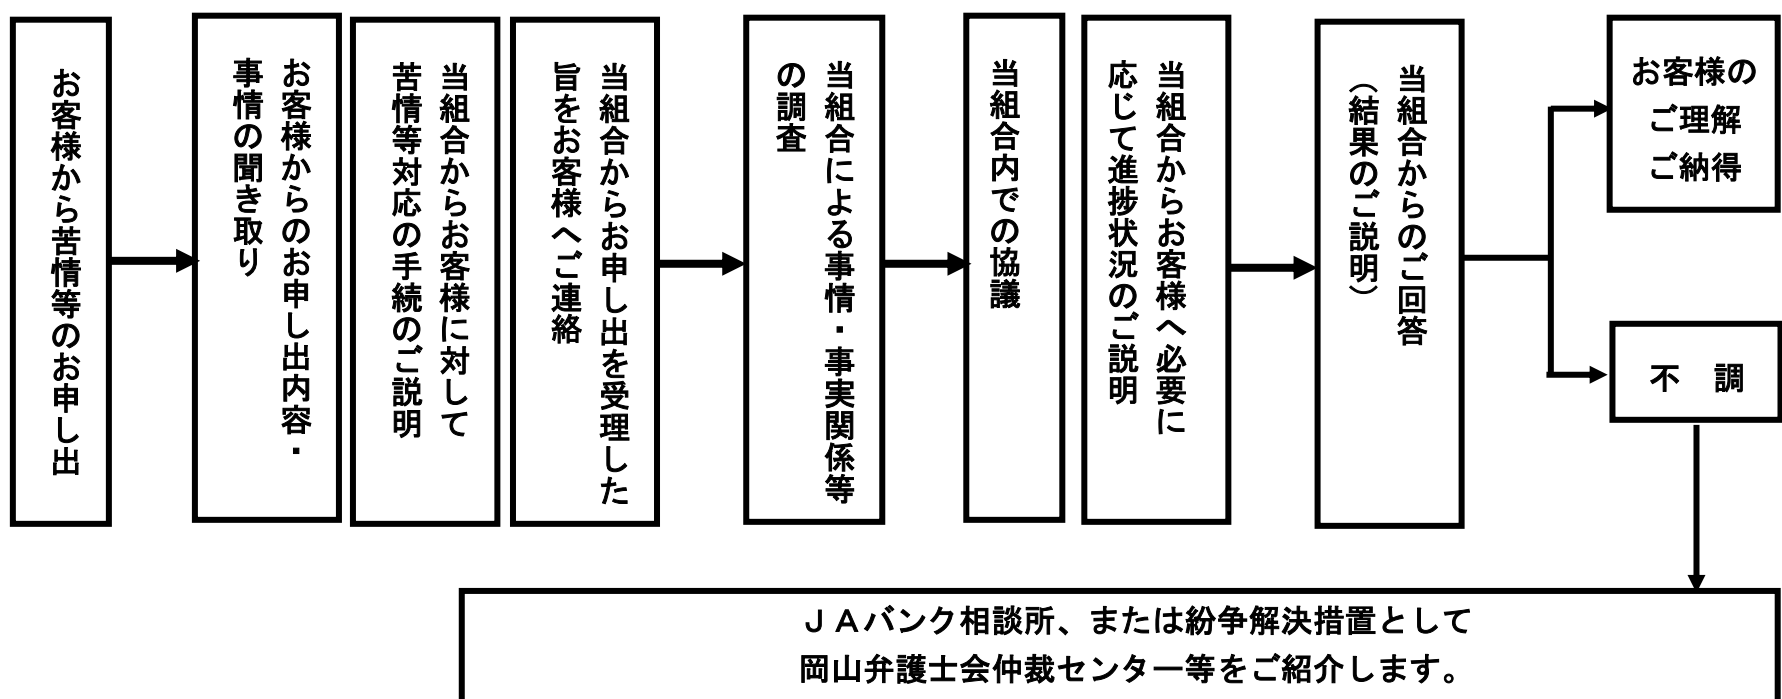 お客様から苦情等のお申し出
お客様からのお申し出内容・
事情の聞き取り
当組合からお客様に対して
苦情等対応の手続のご説明
当組合からお申し出を受理した
旨をお客様へご連絡
当組合による事情・事実関係等
の調査
当組合内での協議
当組合からお客様へ必要に
応じて進捗状況のご説明
当組合からのご回答
（結果のご説明）
お客様の
ご理解
ご納得
不　調
ＪＡバンク相談所、または紛争解決措置として
岡山弁護士会仲裁センター等をご紹介します。